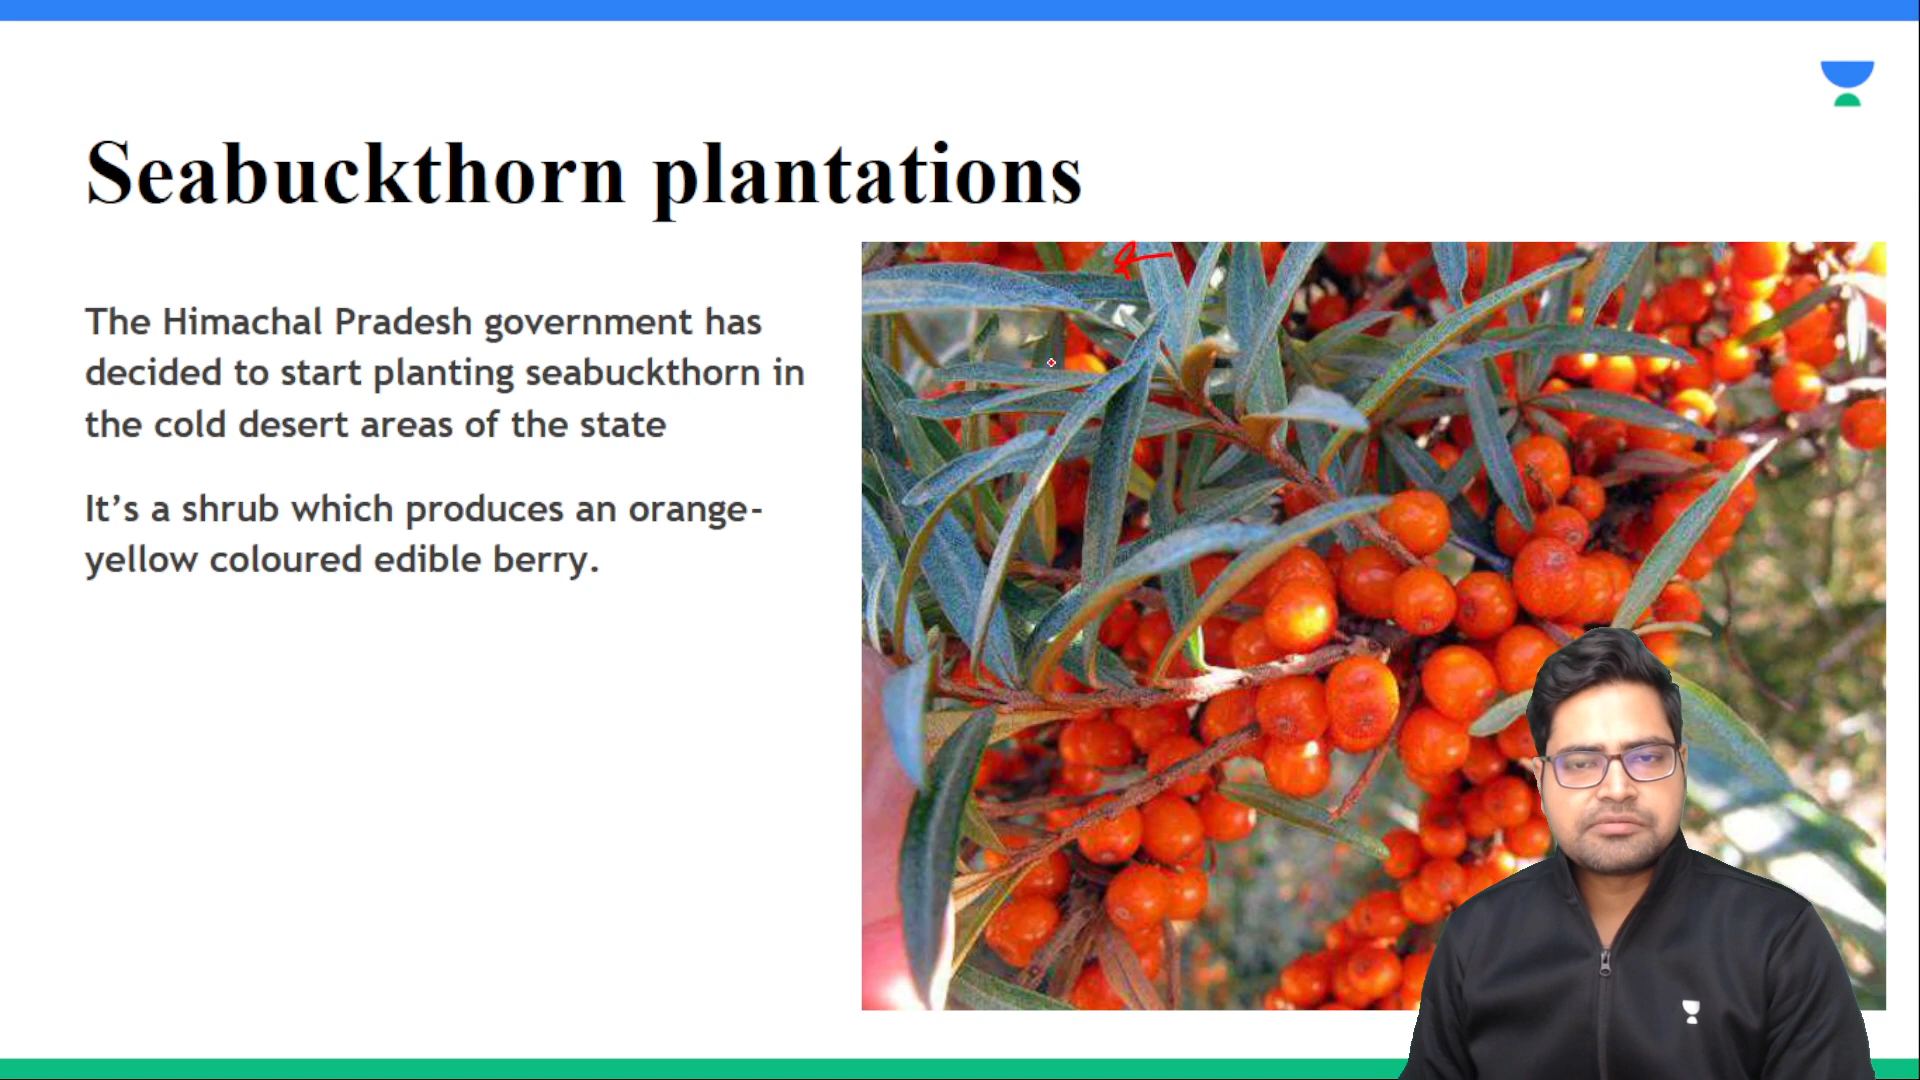 Seabuckthorn plantations
The Himachal Pradesh government has
decided to start planting seabuckthorn in
the cold desert areas of the state
It’s a shrub which produces an orange-
yellow coloured edible berry.